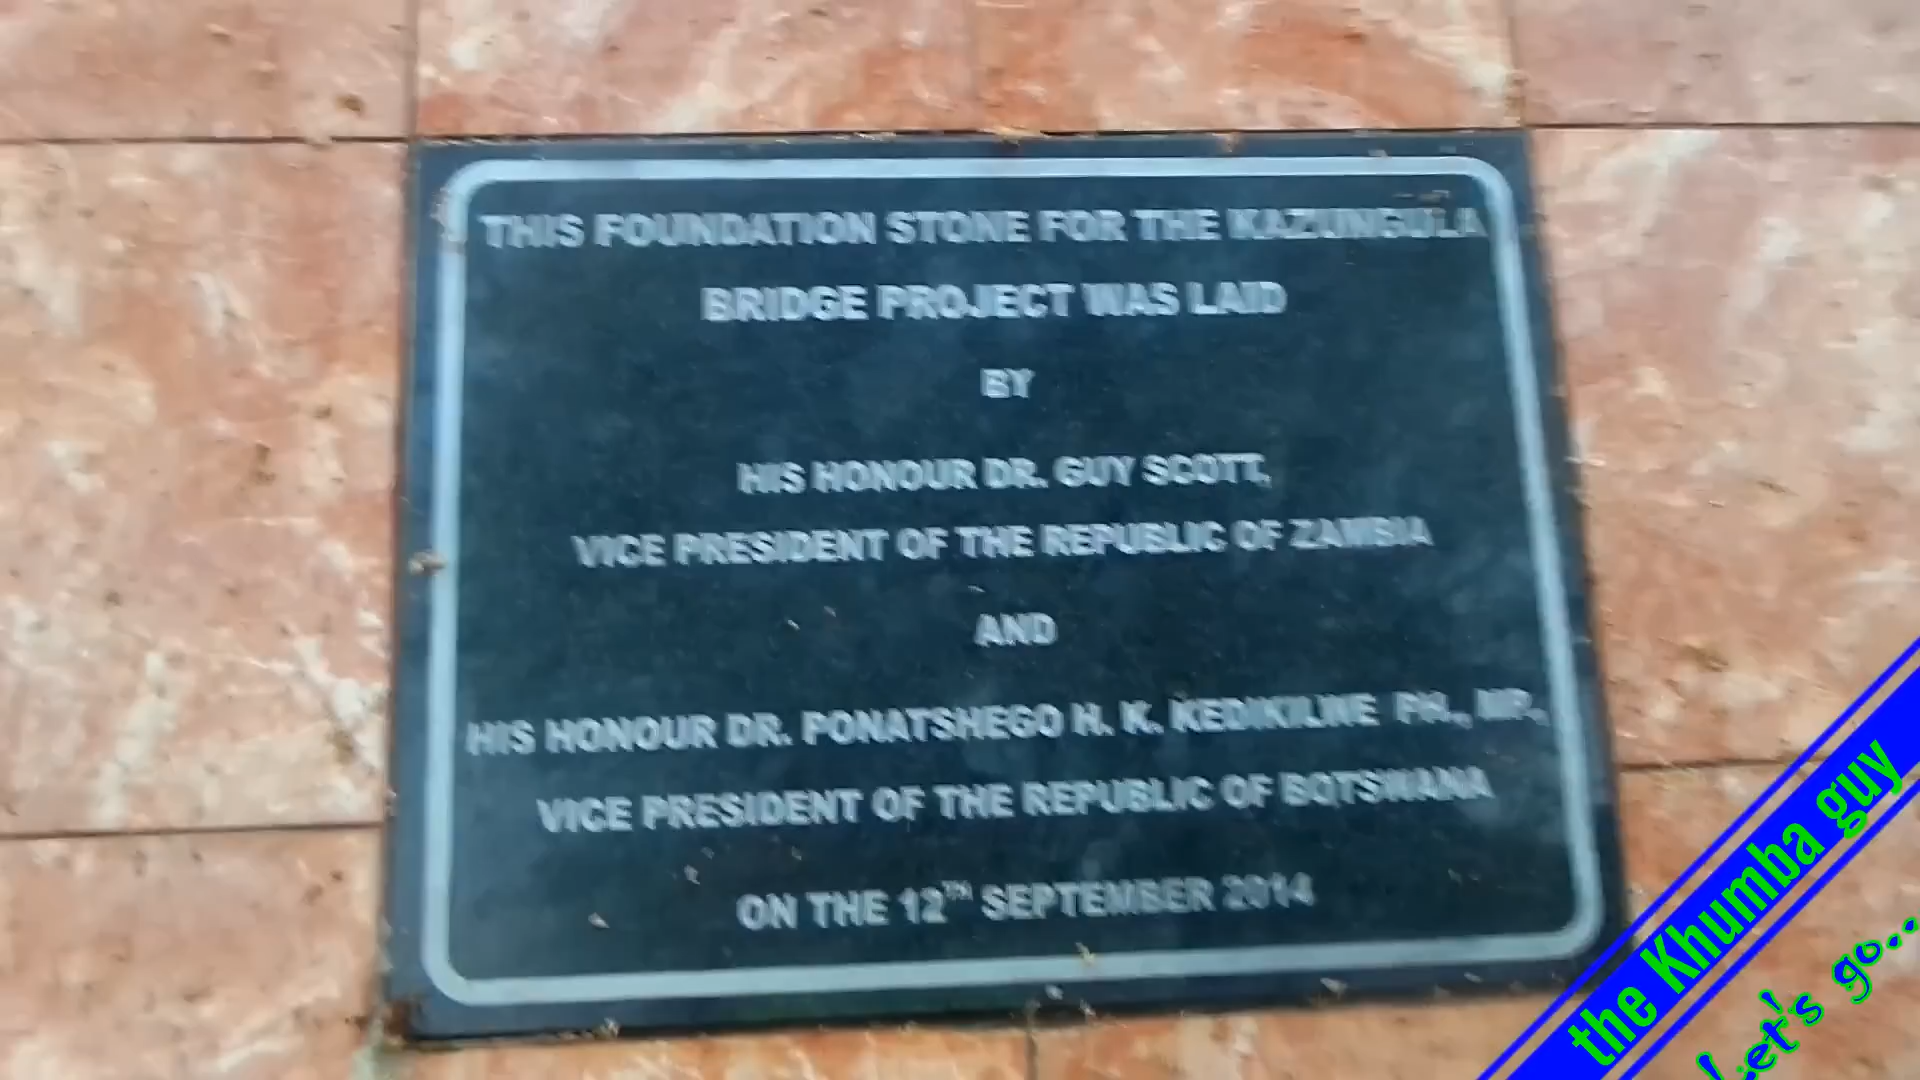 THIS FOUNDATION STONE FOR THE KAZUNGULA
BRIDGE PROJECT WAS LAID
BY
HIS HONOUR DR. GUY SCOTT,
VICE PRESIDENT OF THE REPUBLIC OF ZAMBIA
AND
HIS HONOUR DR. PONATSHEGO H. K. KEDIKILWE PH., MP.,
VICE PRESIDENT OF THE REPUBLIC OF BOTSWANA
ON THE 12TH SEPTEMBER 2014
the Khumba guy
Let's go..